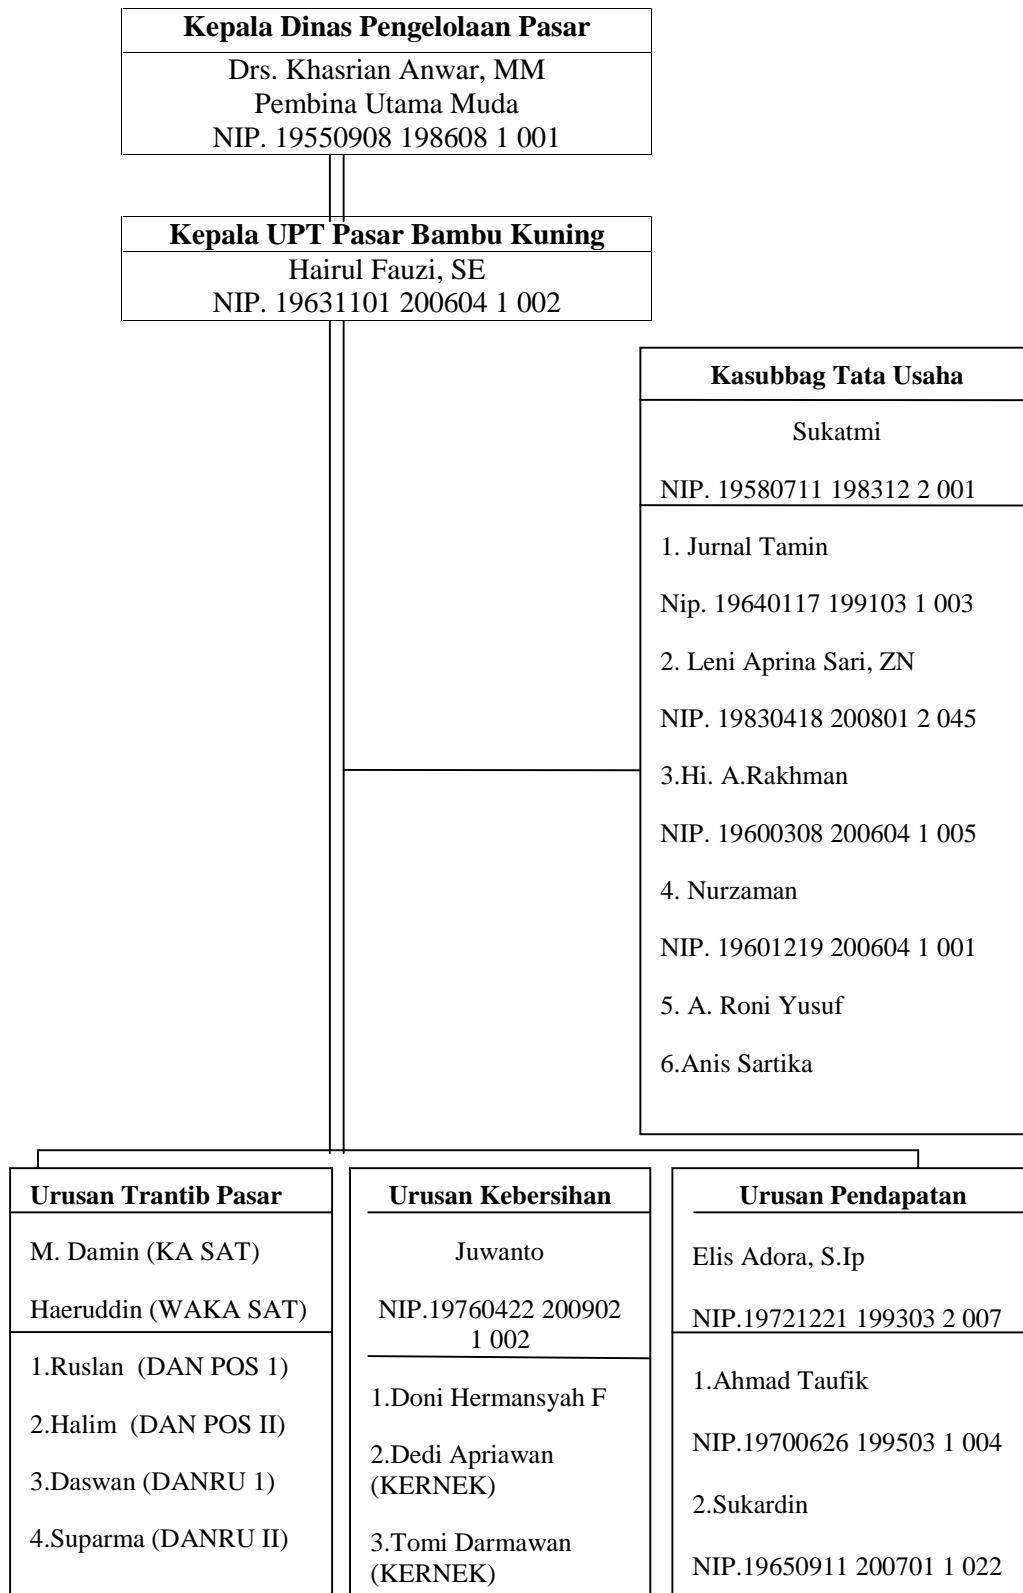 Kepala Dinas Pengelolaan Pasar
Drs. Khasrian Anwar, MM
Pembina Utama Muda
NIP. 19550908 198608 1 001
Kepala UPT Pasar Bambu Kuning
Hairul Fauzi, SE
NIP. 19631101 200604 1 002
Kasubbag Tata Usaha
Sukatmi
NIP. 19580711 198312 2 001
1. Jurnal Tamin
Nip. 19640117 199103 1 003
2. Leni Aprina Sari, ZN
NIP. 19830418 200801 2 045
3.Hi. A.Rakhman
NIP. 19600308 200604 1 005
4. Nurzaman
NIP. 19601219 200604 1 001
5. A. Roni Yusuf
6.Anis Sartika
Urusan Trantib Pasar
M. Damin (KA SAT)
Haeruddin (WAKA SAT)
1.Ruslan (DAN POS 1)
2.Halim (DAN POS II)
3.Daswan (DANRU 1)
4.Suparma (DANRU II)
Urusan Kebersihan
Juwanto
NIP.19760422 200902
1 002
1.Doni Hermansyah F
2.Dedi Apriawan
(KERNEK)
3.Tomi Darmawan
(KERNEK)
Urusan Pendapatan
Elis Adora, S.Ip
NIP.19721221 199303 2 007
1.Ahmad Taufik
NIP.19700626 199503 1 004
2.Sukardin
NIP.19650911 200701 1 022